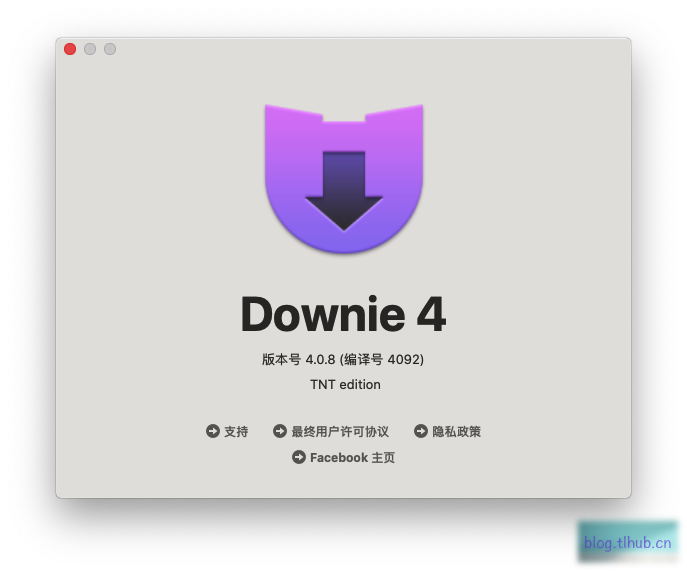 Downie 4
版本号 4.0.8 (编译号 4092)
TNT edition
支持 最终用户许可协议 隐私政策
Facebook 主页
blog.tlhub.cn